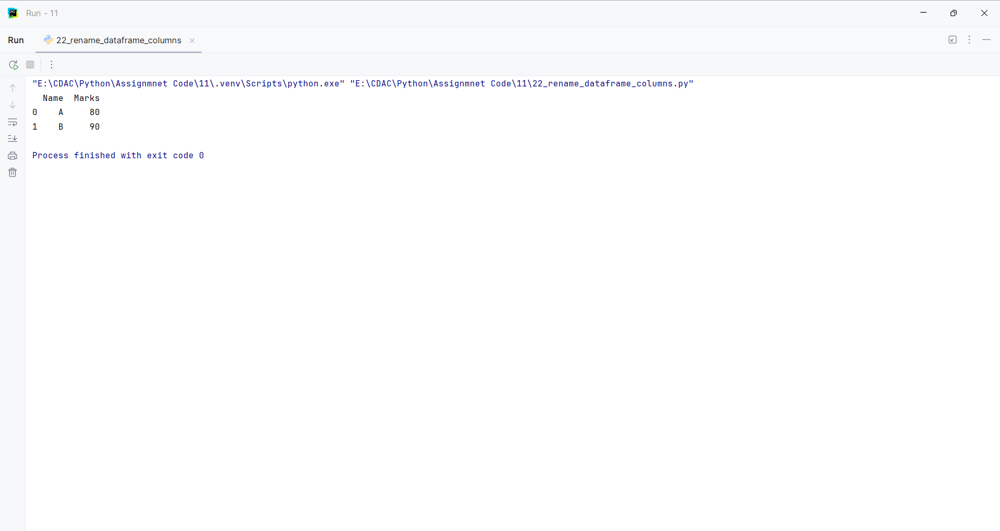 Run - 11
Run 22_rename_dataframe_columns
"E:\CDAC\Python\Assignmnet Code\11\.venv\Scripts\python.exe" "E:\CDAC\Python\Assignmnet Code\11\22_rename_dataframe_columns.py"
  Name  Marks
0    A     80
1    B     90
Process finished with exit code 0